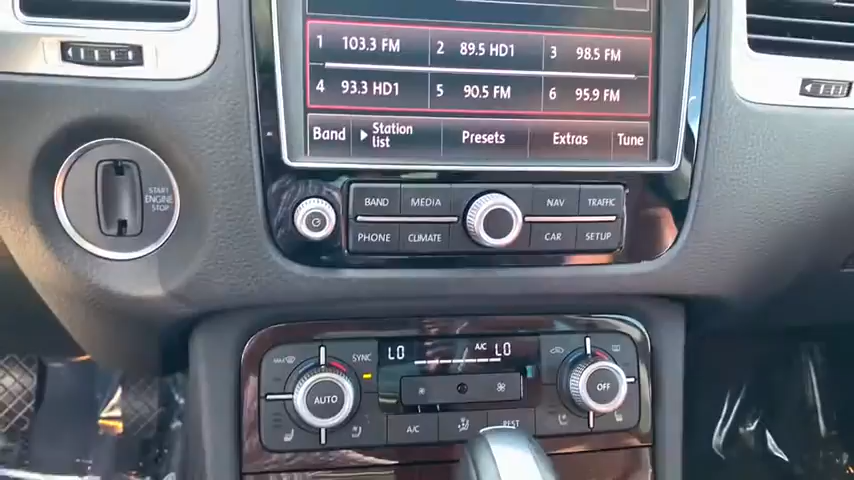 1 103.3 FM 2 89.5 HD1 3 98.5 FM
4 93.3 HD1 5 90.5 FM 6 95.9 FM
Band Station list Presets Extras Tune
START
ENGINE
STOP
BAND MEDIA NAV TRAFFIC
PHONE CLIMATE CAR SETUP
SYNC LO A/C LO
AUTO OFF
A/C REST